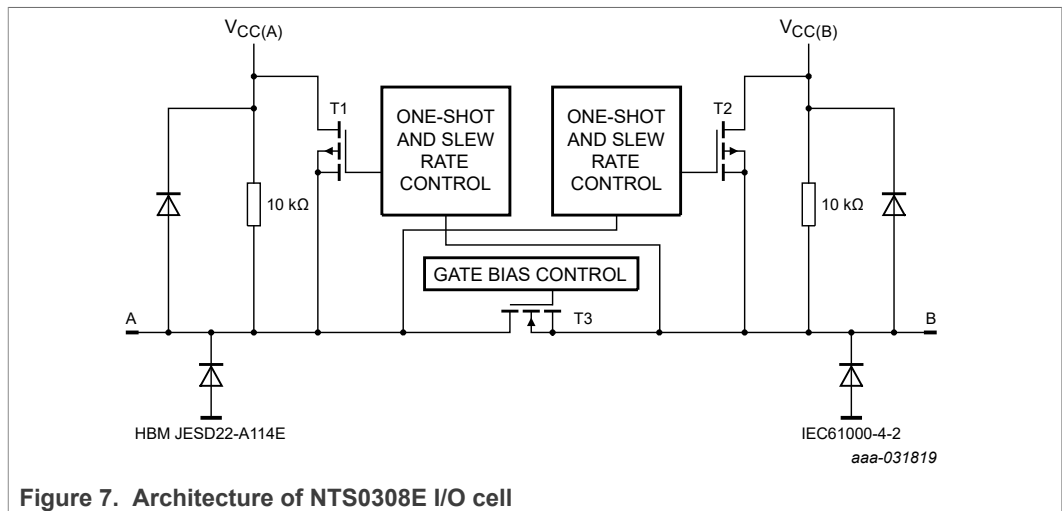 VCC(A)
VCC(B)
T1
ONE-SHOT
AND SLEW
RATE
CONTROL
ONE-SHOT
AND SLEW
RATE
CONTROL
T2
10 kΩ
10 kΩ
GATE BIAS CONTROL
A
T3
B
HBM JESD22-A114E
IEC61000-4-2
aaa-031819
Figure 7. Architecture of NTS0308E I/O cell